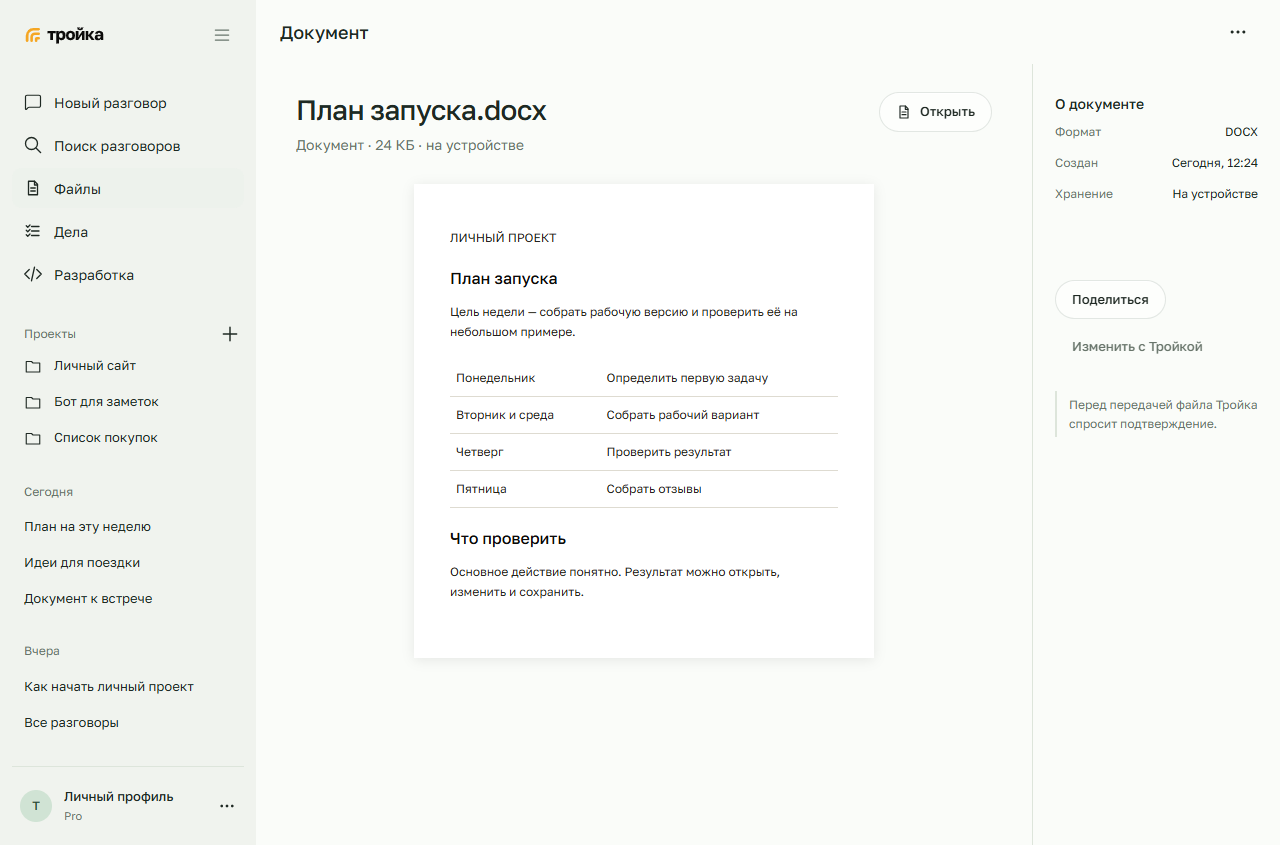 тройка
Новый разговор
Поиск разговоров
Файлы
Дела
Разработка
Проекты
Личный сайт
Бот для заметок
Список покупок
Сегодня
План на эту неделю
Идеи для поездки
Документ к встрече
Вчера
Как начать личный проект
Все разговоры
Т
Личный профиль
Pro
Документ
План запуска.docx
Документ · 24 КБ · на устройстве
Открыть
ЛИЧНЫЙ ПРОЕКТ
План запуска
Цель недели — собрать рабочую версию и проверить её на
небольшом примере.
Понедельник Определить первую задачу
Вторник и среда Собрать рабочий вариант
Четверг Проверить результат
Пятница Собрать отзывы
Что проверить
Основное действие понятно. Результат можно открыть,
изменить и сохранить.
О документе
Формат DOCX
Создан Сегодня, 12:24
Хранение На устройстве
Поделиться
Изменить с Тройкой
Перед передачей файла Тройка
спросит подтверждение.